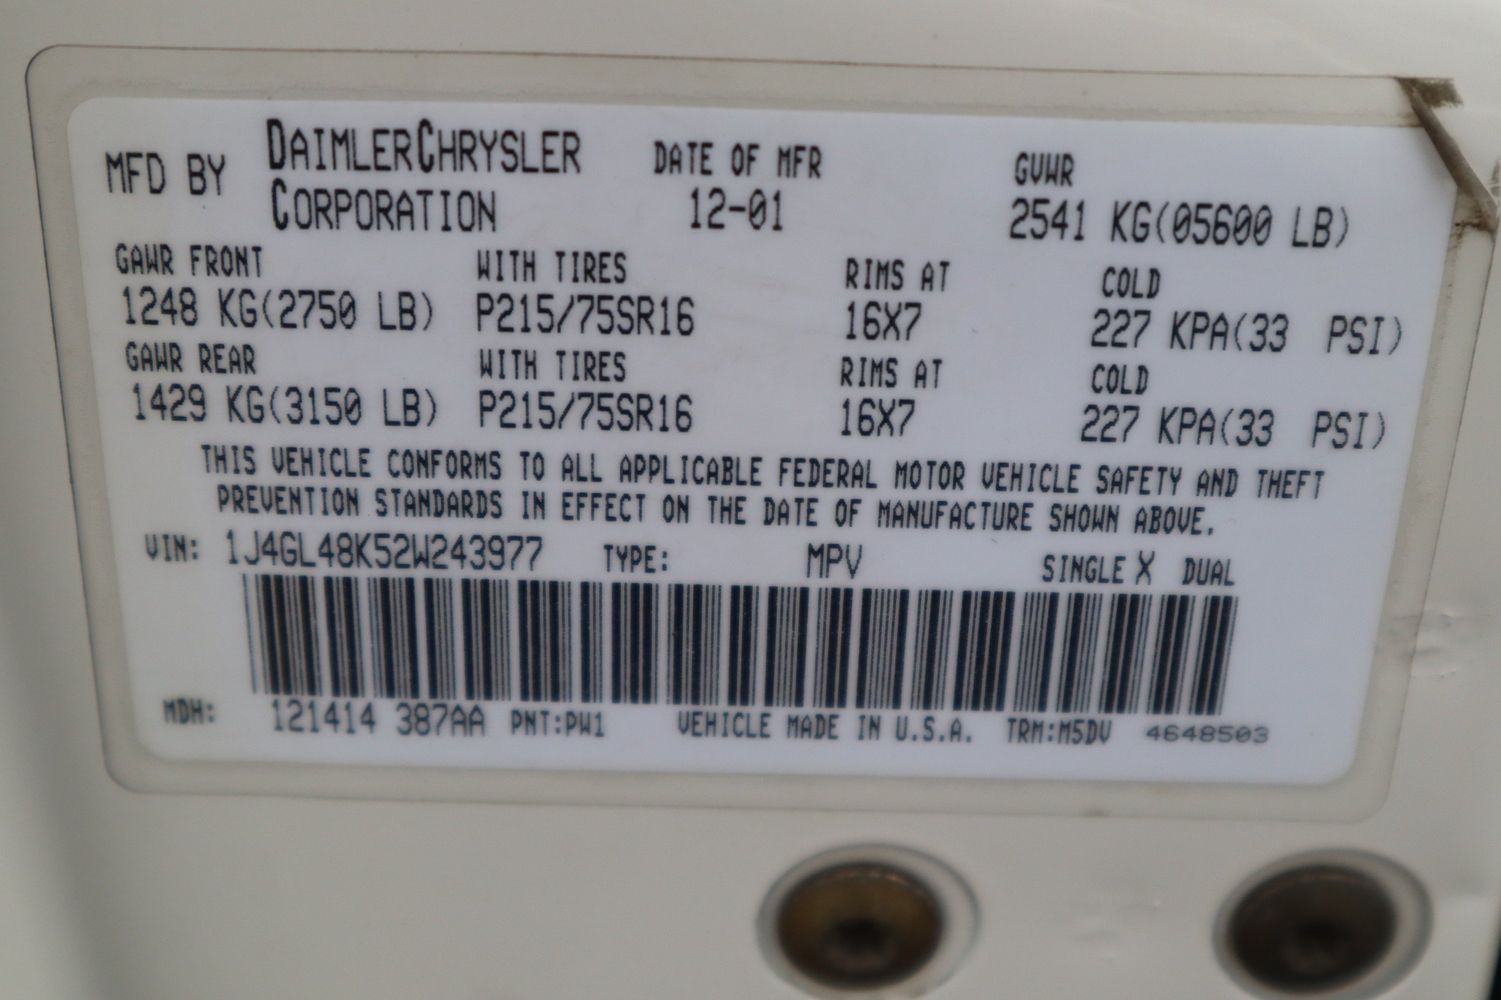 MFD BY DAIMLERCHRYSLER CORPORATION DATE OF MFR 12-01 GVWR 2541 KG(05600 LB)
GAWR FRONT WITH TIRES RIMS AT COLD
1248 KG(2750 LB) P215/75SR16 16X7 227 KPA(33 PSI)
GAWR REAR WITH TIRES RIMS AT COLD
1429 KG(3150 LB) P215/75SR16 16X7 227 KPA(33 PSI)
THIS VEHICLE CONFORMS TO ALL APPLICABLE FEDERAL MOTOR VEHICLE SAFETY AND THEFT
PREVENTION STANDARDS IN EFFECT ON THE DATE OF MANUFACTURE SHOWN ABOVE.
VIN: 1J4GL48K52W243977 TYPE: MPV SINGLE X DUAL
MDH: 121414 387AA PNT:PW1 VEHICLE MADE IN U.S.A. TRM:M5DV 4648503